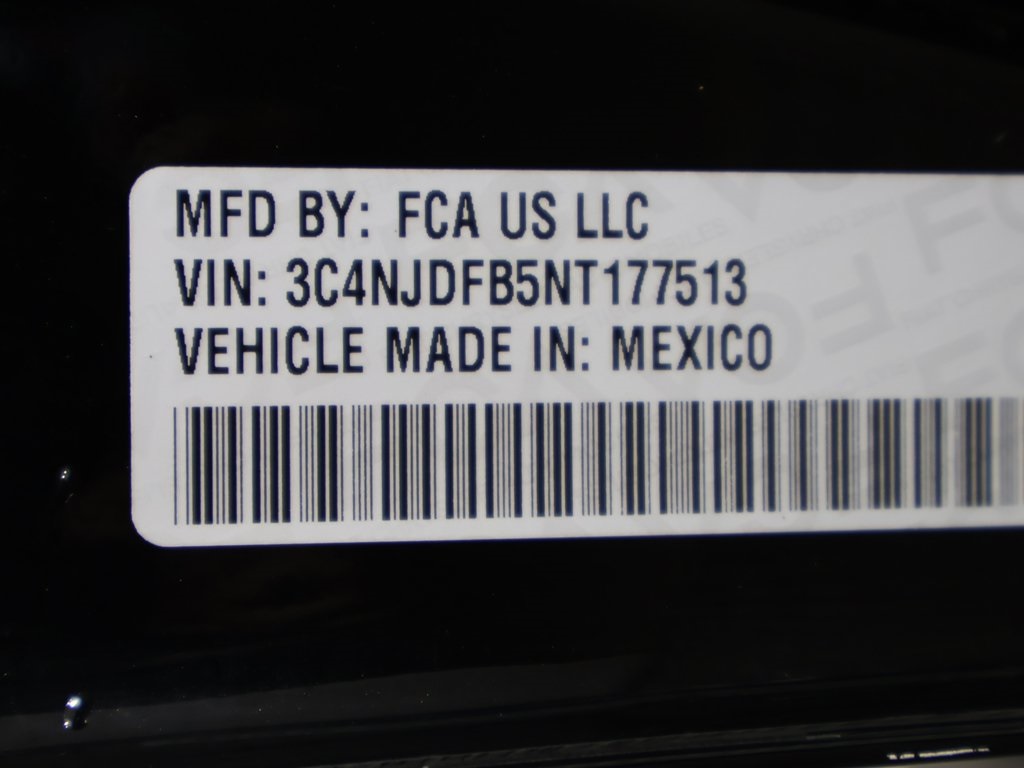 MFD BY: FCA US LLC
VIN: 3C4NJDFB5NT177513
VEHICLE MADE IN: MEXICO